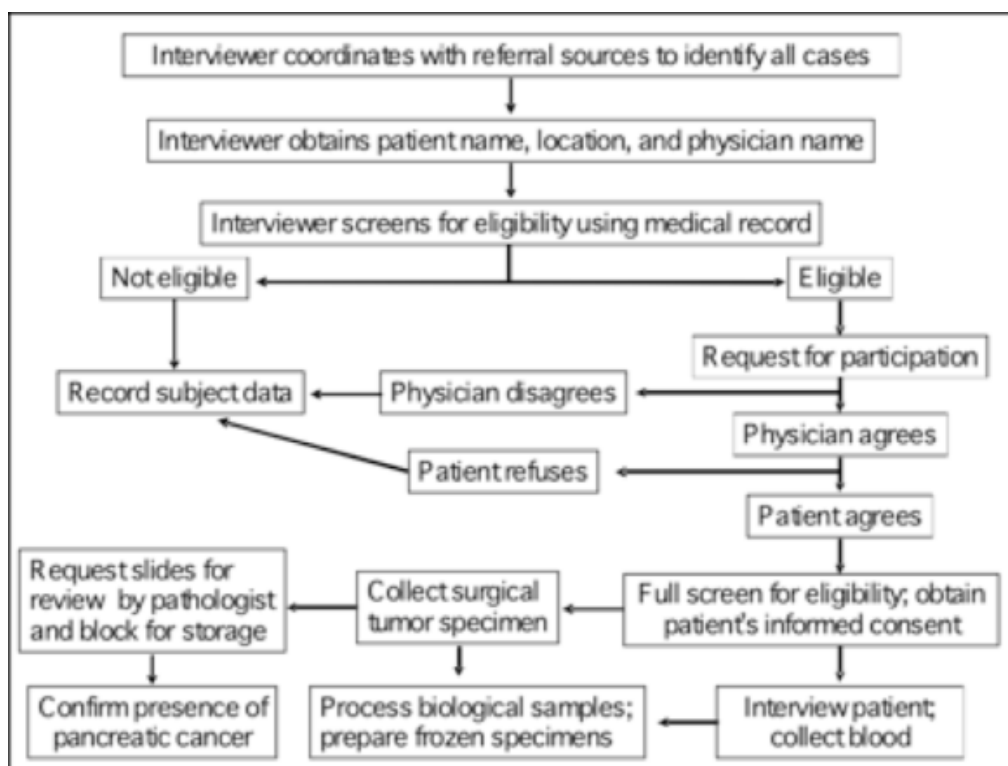 Interviewer coordinates with referral sources to identify all cases
Interviewer obtains patient name, location, and physician name
Interviewer screens for eligibility using medical record
Not eligible
Eligible
Request for participation
Record subject data
Physician disagrees
Physician agrees
Patient refuses
Patient agrees
Request slides for
review by pathologist
and block for storage
Collect surgical
tumor specimen
Full screen for eligibility; obtain
patient's informed consent
Confirm presence of
pancreatic cancer
Process biological samples;
prepare frozen specimens
Interview patient;
collect blood